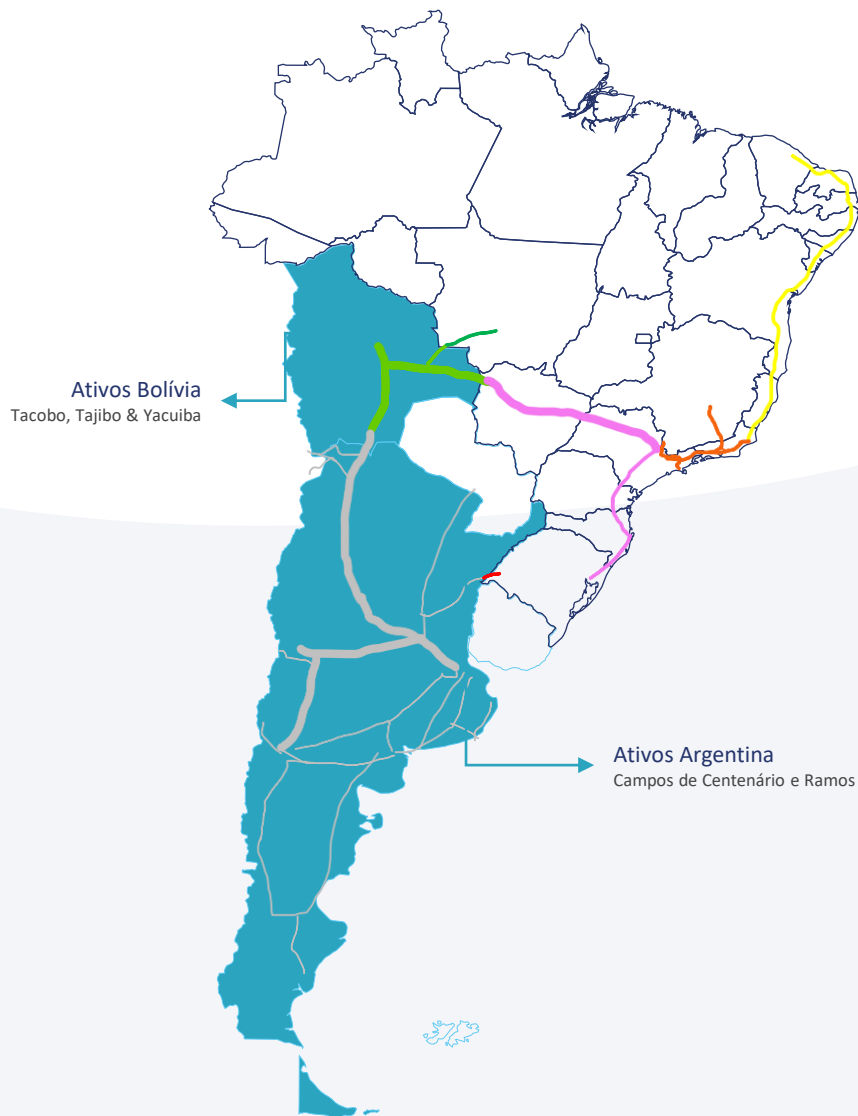 Ativos Bolívia
Tacobo, Tajibo & Yacuiba
Ativos Argentina
Campos de Centenário e Ramos